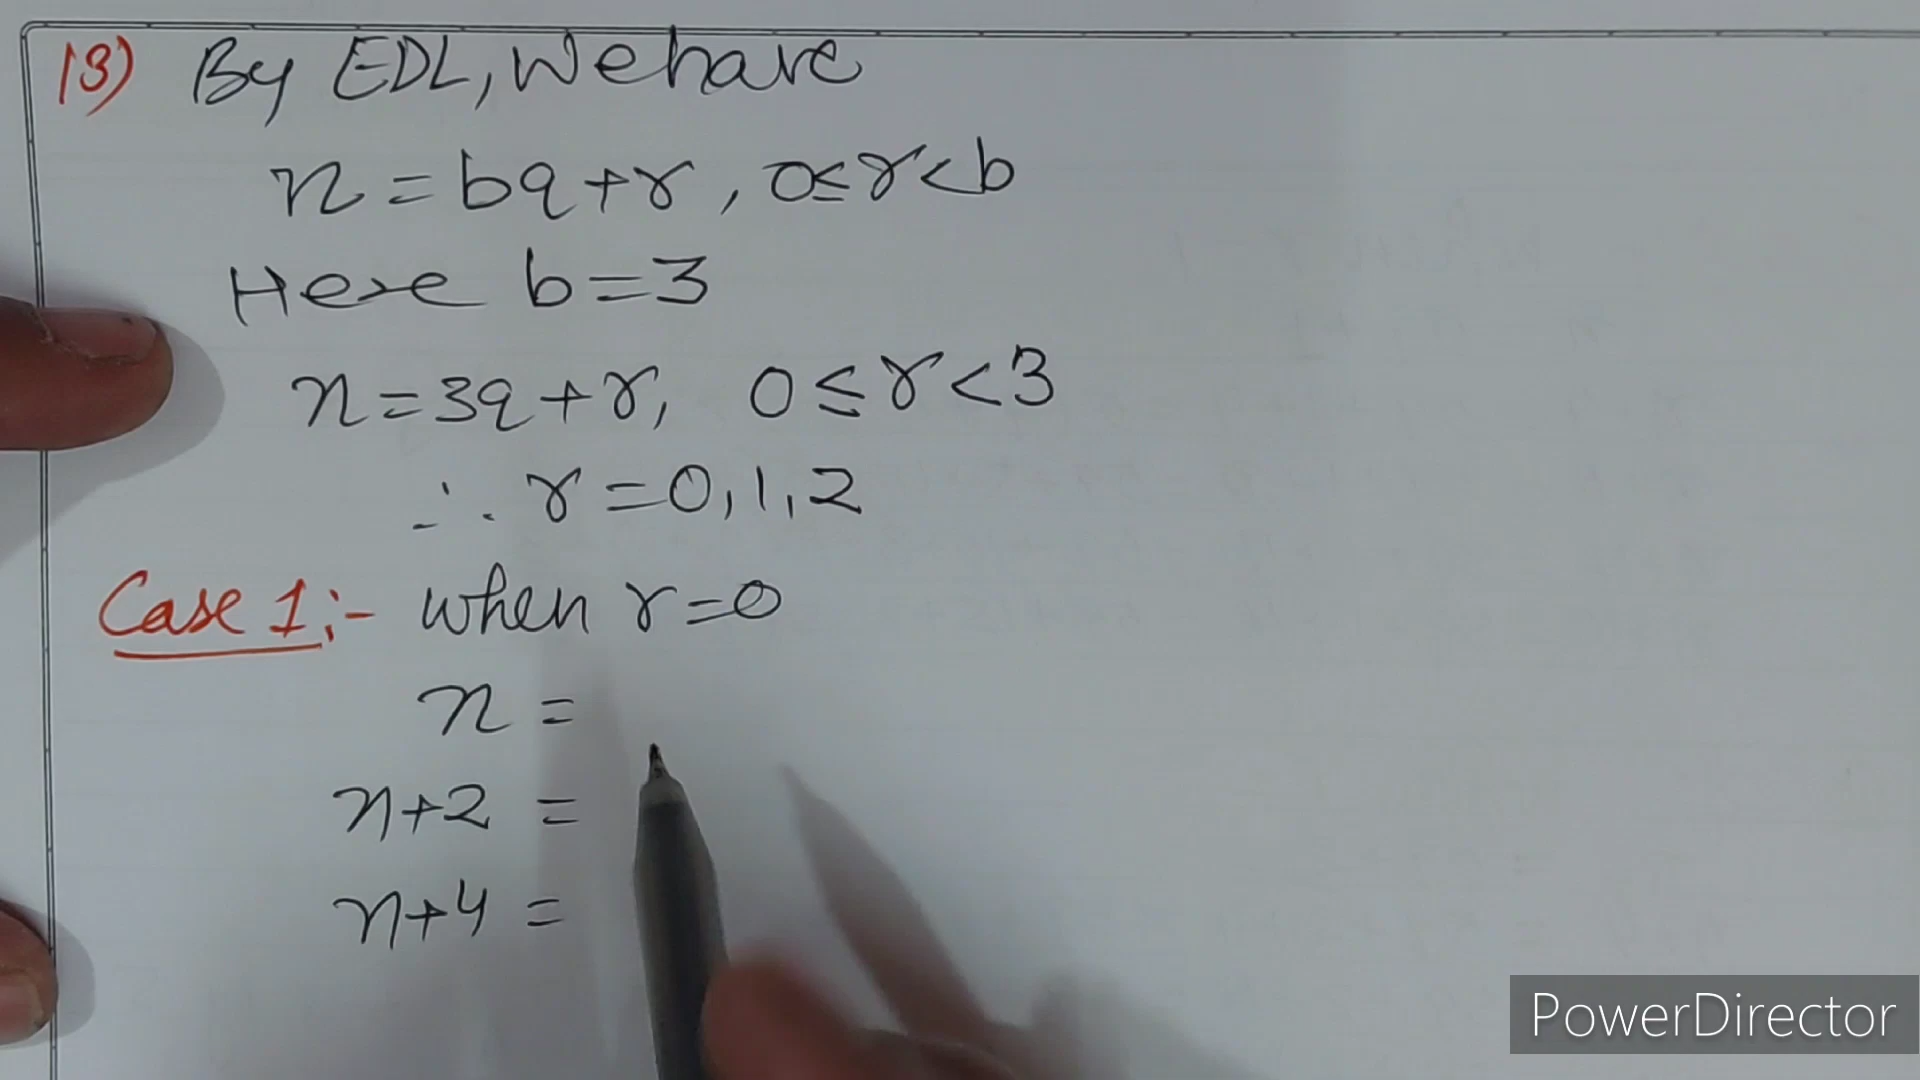 13) By EDL, We have
n = bq + r, 0 ≤ r < b
Here b = 3
n = 3q + r, 0 ≤ r < 3
∴ r = 0, 1, 2
Case 1:- when r = 0
n =
n+2 =
n+4 =
PowerDirector